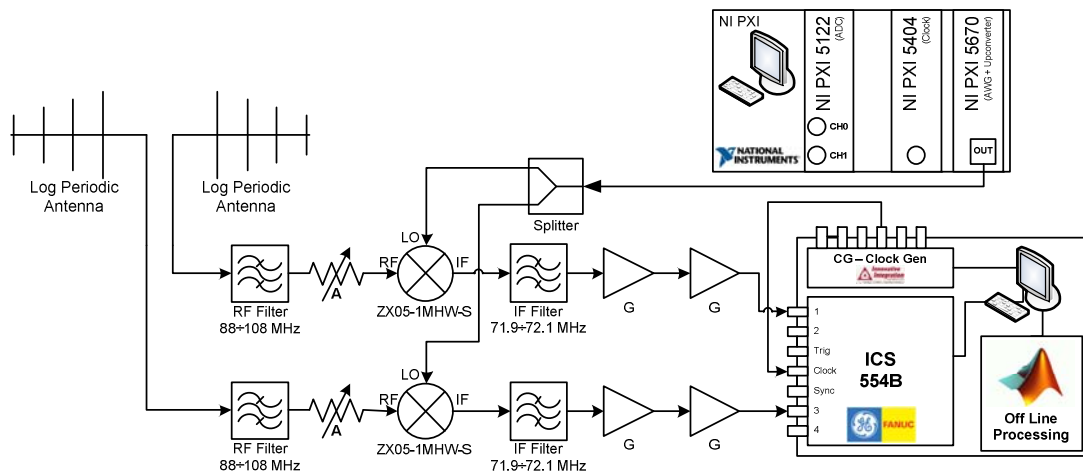 NI PXI
NI PXI 5122
(ADC)
NI PXI 5404
(Clock)
NI PXI 5670
(AWG + Upconverter)
CH0
CH1
OUT
NATIONAL
INSTRUMENTS
Log Periodic
Antenna
Log Periodic
Antenna
Splitter
LO
RF
IF
A
RF Filter
88÷108 MHz
ZX05-1MHW-S
IF Filter
71.9÷72.1 MHz
G
G
CG – Clock Gen
Innovative
Integration
1
2
Trig
Clock
Sync
3
4
ICS
554B
GE
FANUC
Off Line
Processing
LO
RF
IF
A
RF Filter
88÷108 MHz
ZX05-1MHW-S
IF Filter
71.9÷72.1 MHz
G
G